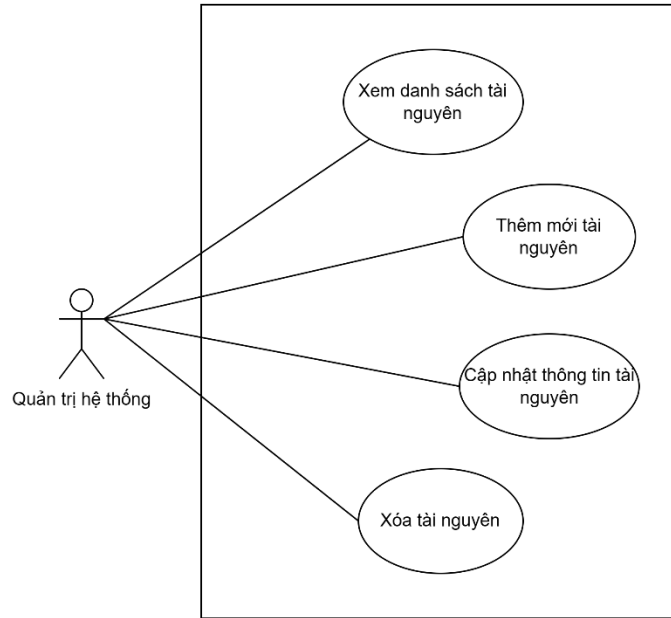 Xem danh sách tài
nguyên
Thêm mới tài
nguyên
Cập nhật thông tin tài
nguyên
Quản trị hệ thống
Xóa tài nguyên